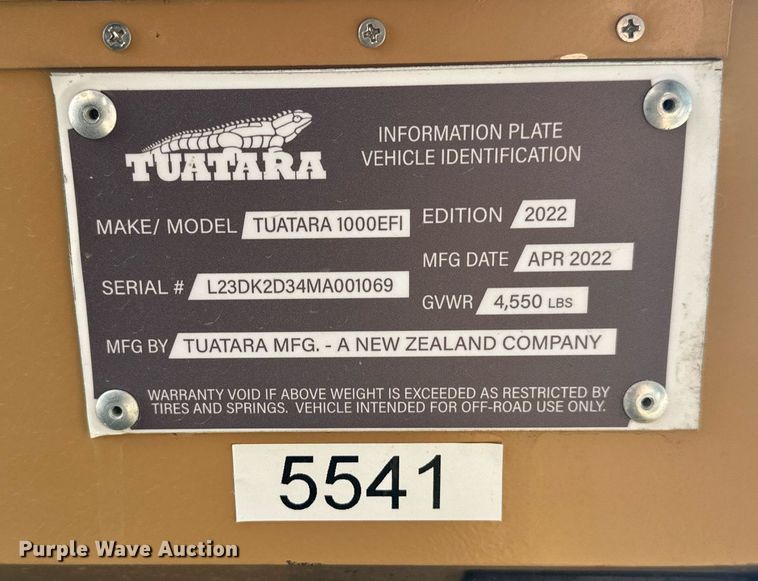 TUATARA
INFORMATION PLATE
VEHICLE IDENTIFICATION
MAKE/ MODEL TUATARA 1000EFI
EDITION 2022
MFG DATE APR 2022
SERIAL # L23DK2D34MA001069
GVWR 4,550 LBS
MFG BY TUATARA MFG. - A NEW ZEALAND COMPANY
WARRANTY VOID IF ABOVE WEIGHT IS EXCEEDED AS RESTRICTED BY
TIRES AND SPRINGS. VEHICLE INTENDED FOR OFF-ROAD USE ONLY.
5541
Purple Wave Auction